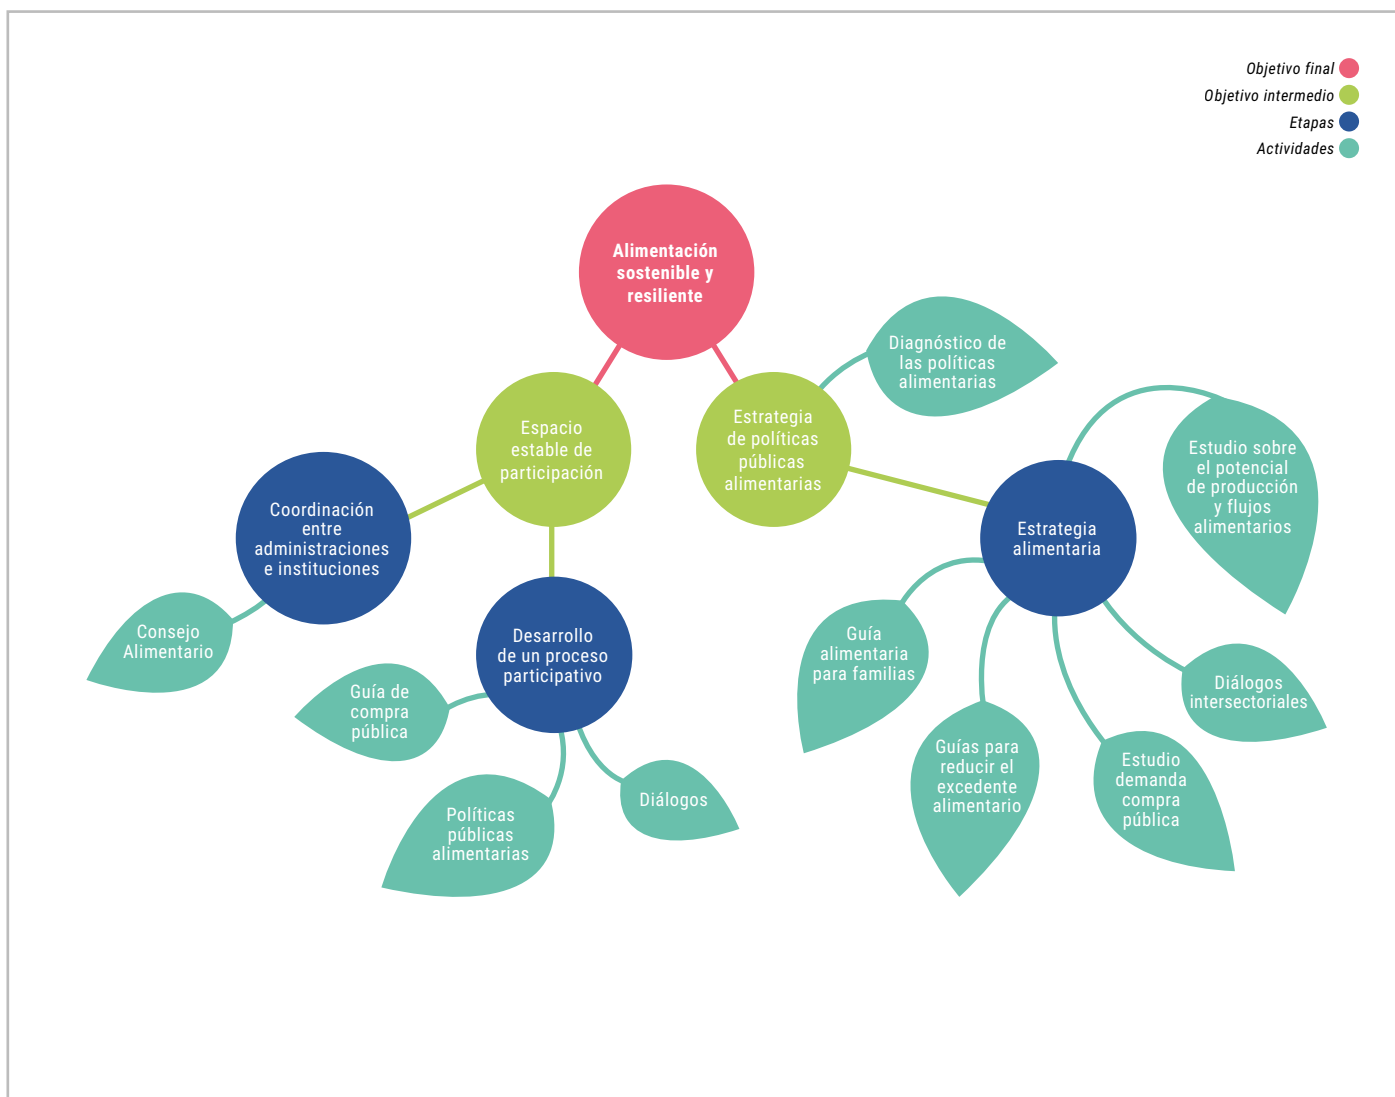 Objetivo final
Objetivo intermedio
Etapas
Actividades
Alimentación
sostenible y
resiliente
Diagnóstico de
las políticas
alimentarias
Espacio
estable de
participación
Estrategia
de políticas
públicas
alimentarias
Estudio sobre
el potencial
de producción
y flujos
alimentarios
Coordinación
entre
administraciones
e instituciones
Estrategia
alimentaria
Consejo
Alimentario
Desarrollo
de un proceso
participativo
Guía
alimentaria
para familias
Diálogos
intersectoriales
Guía de
compra
pública
Guías para
reducir el
excedente
alimentario
Estudio
demanda
compra
pública
Políticas
públicas
alimentarias
Diálogos